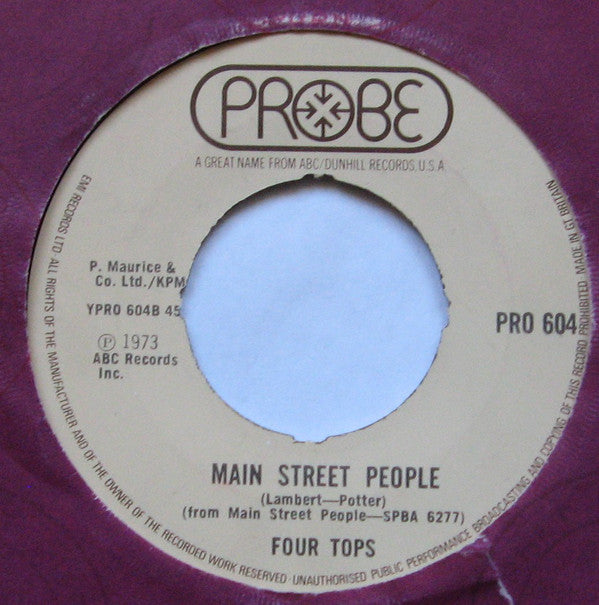 PROBE
A GREAT NAME FROM ABC/DUNHILL RECORDS, U.S.A.
P. Maurice &
Co. Ltd./KPM
YPRO 604B 45
Ⓟ 1973
ABC Records
Inc.
PRO 604
MAIN STREET PEOPLE
(Lambert—Potter)
(from Main Street People—SPBA 6277)
FOUR TOPS
EMI RECORDS LTD ALL RIGHTS OF THE MANUFACTURER AND OF THE OWNER OF THE RECORDED WORK RESERVED · UNAUTHORISED PUBLIC PERFORMANCE BROADCASTING AND COPYING OF THIS RECORD PROHIBITED. MADE IN GT BRITAIN